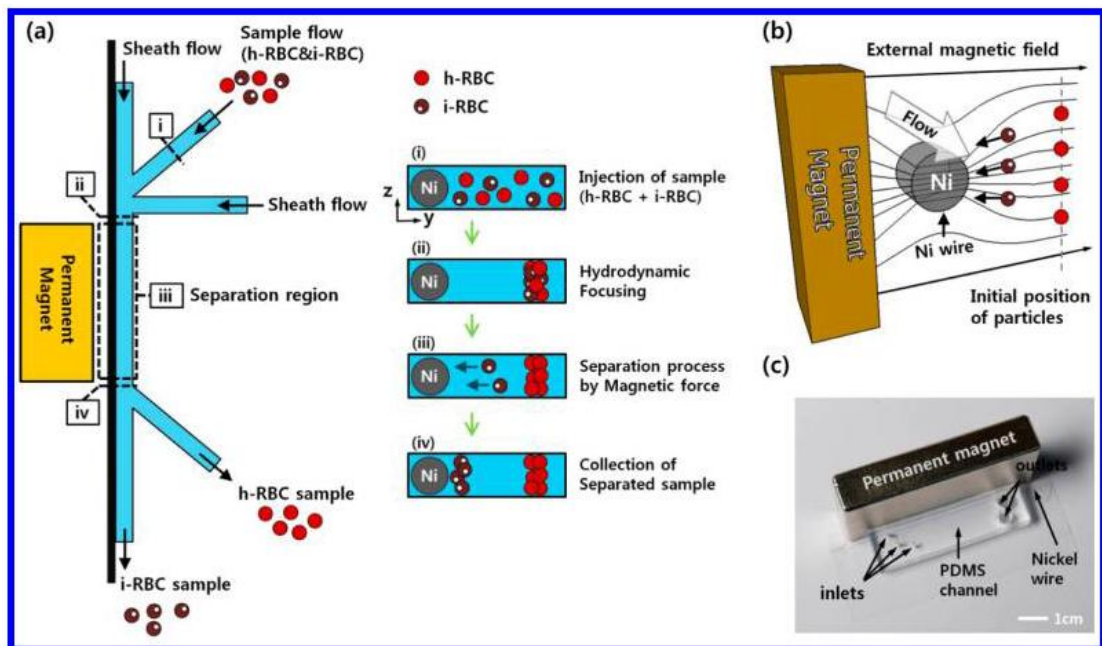 (a)
Sheath flow
Sample flow
(h-RBC&i-RBC)
i
ii
Sheath flow
Permanent
Magnet
iii
Separation region
iv
h-RBC sample
i-RBC sample
h-RBC
i-RBC
(i)
Ni
z
y
Injection of sample
(h-RBC + i-RBC)
(ii)
Ni
Hydrodynamic
Focusing
(iii)
Ni
Separation process
by Magnetic force
(iv)
Ni
Collection of
Separated sample
(b)
External magnetic field
Flow
Permanent
Magnet
Ni
Ni wire
Initial position
of particles
(c)
Permanent magnet
outlets
inlets
PDMS
channel
Nickel
wire
1cm